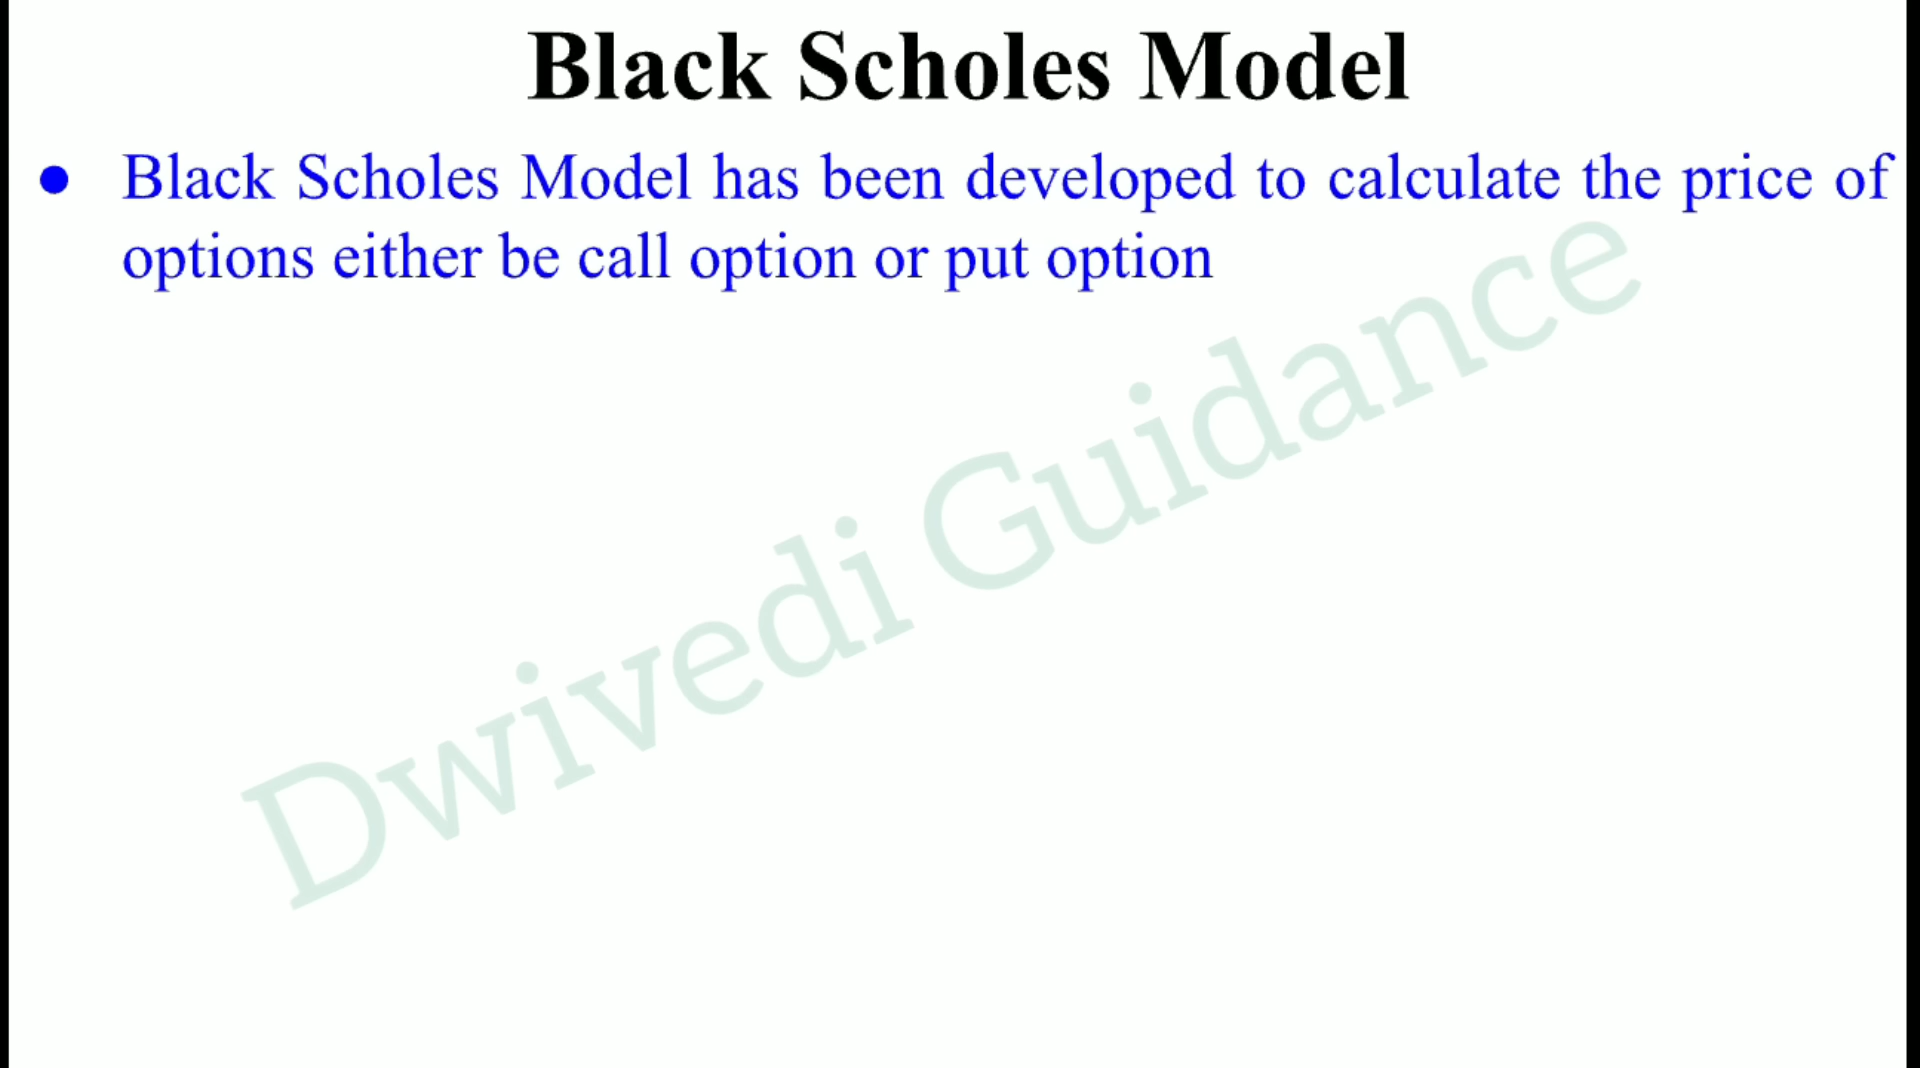 Black Scholes Model
● Black Scholes Model has been developed to calculate the price of
options either be call option or put option
Dwivedi Guidance